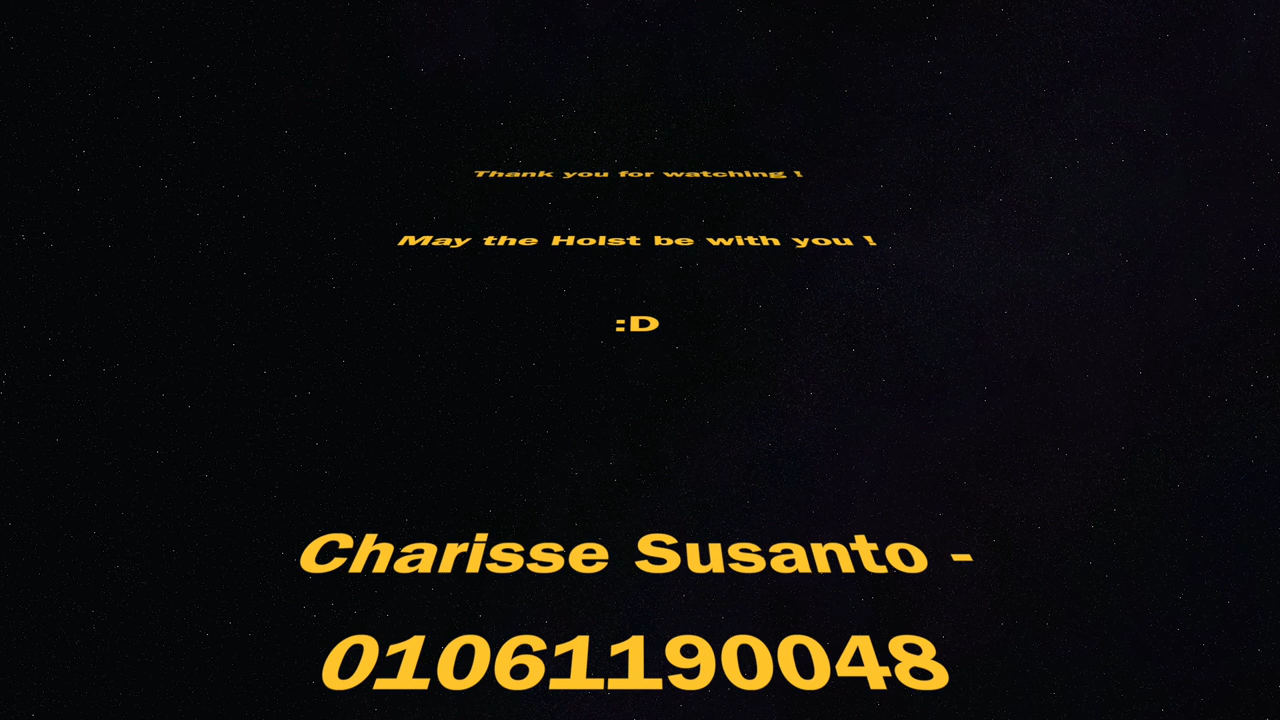 Thank you for watching !
May the Holst be with you !
:D
Charisse Susanto -
01061190048